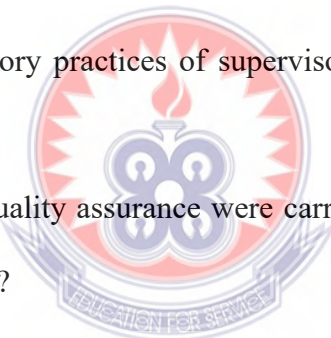 ory practices of superviso
uality assurance were carr
?
EDUCATION FOR SERVICE